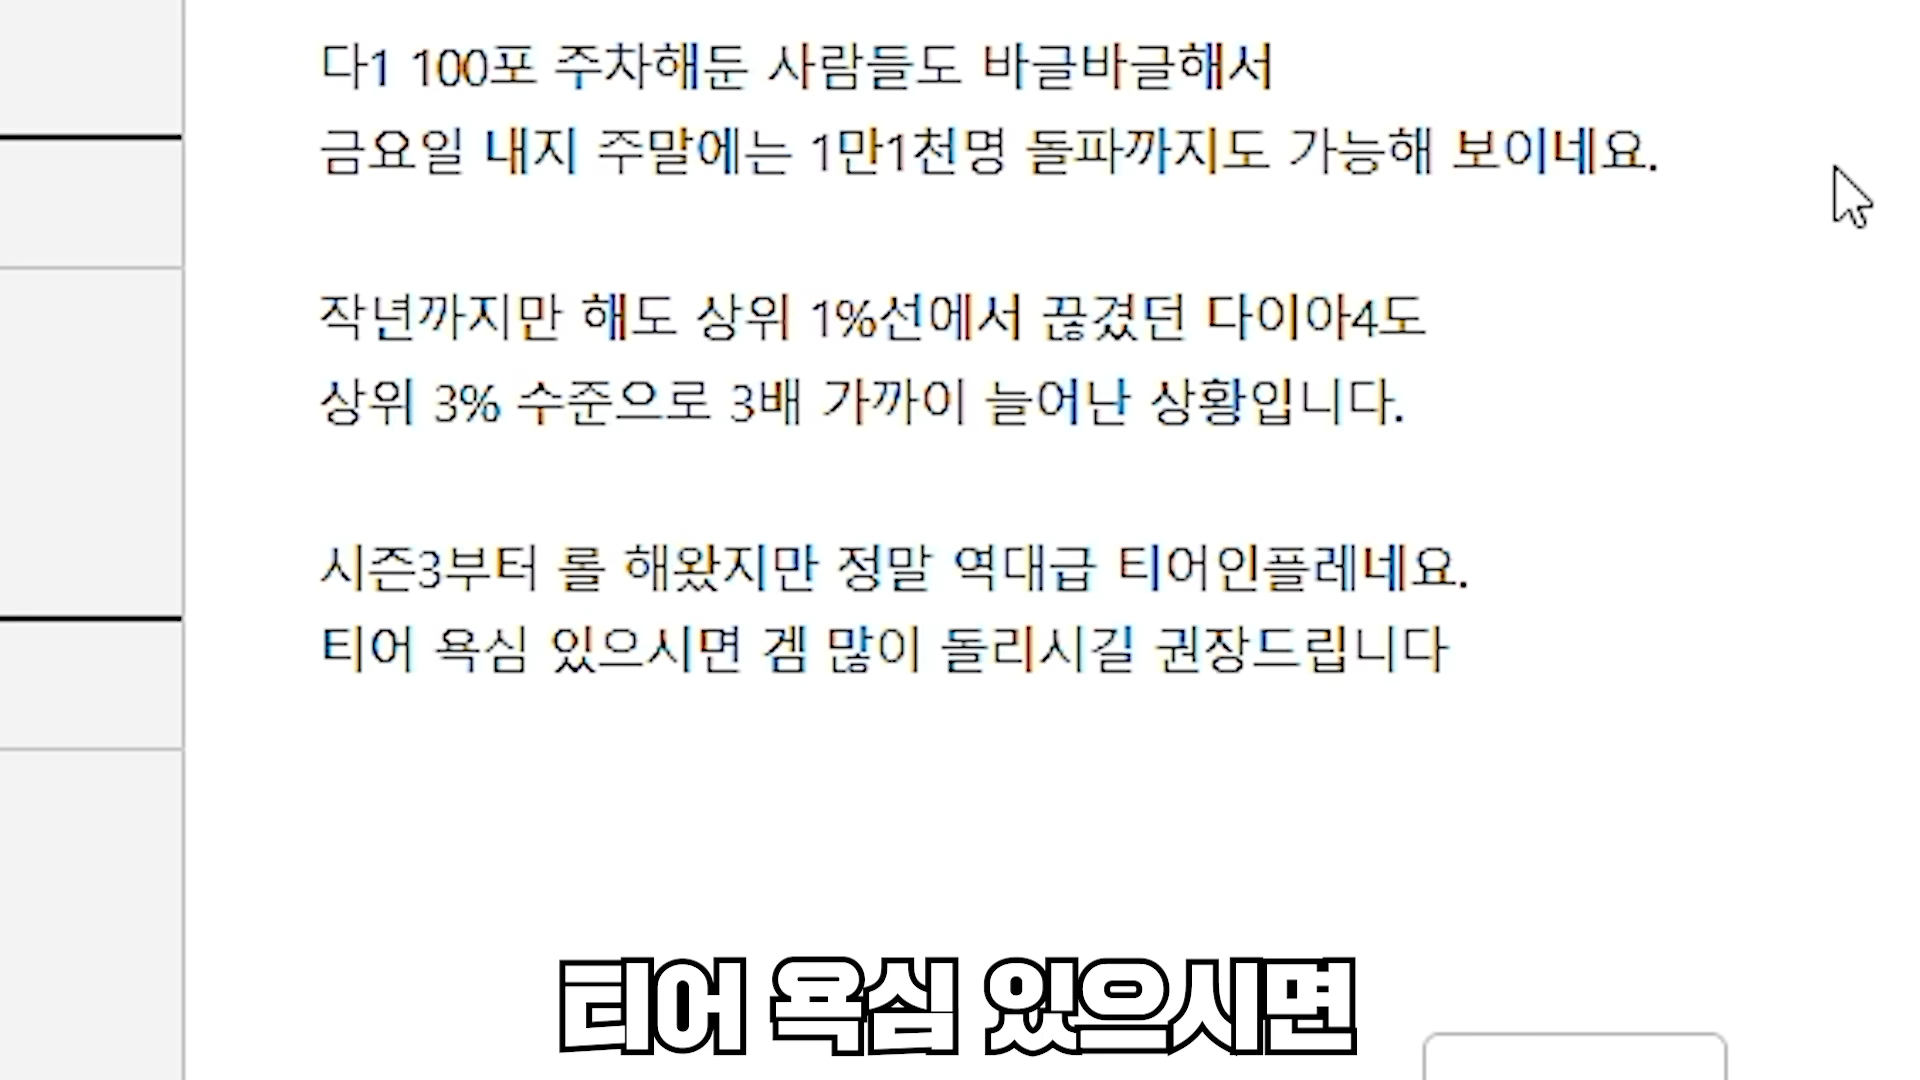 다1 100포 주차해둔 사람들도 바글바글해서
금요일 내지 주말에는 1만1천명 돌파까지도 가능해 보이네요.
작년까지만 해도 상위 1%선에서 끊겼던 다이아4도
상위 3% 수준으로 3배 가까이 늘어난 상황입니다.
시즌3부터 롤 해왔지만 정말 역대급 티어인플레네요.
티어 욕심 있으시면 겜 많이 돌리시길 권장드립니다
티어 욕심 있으시면